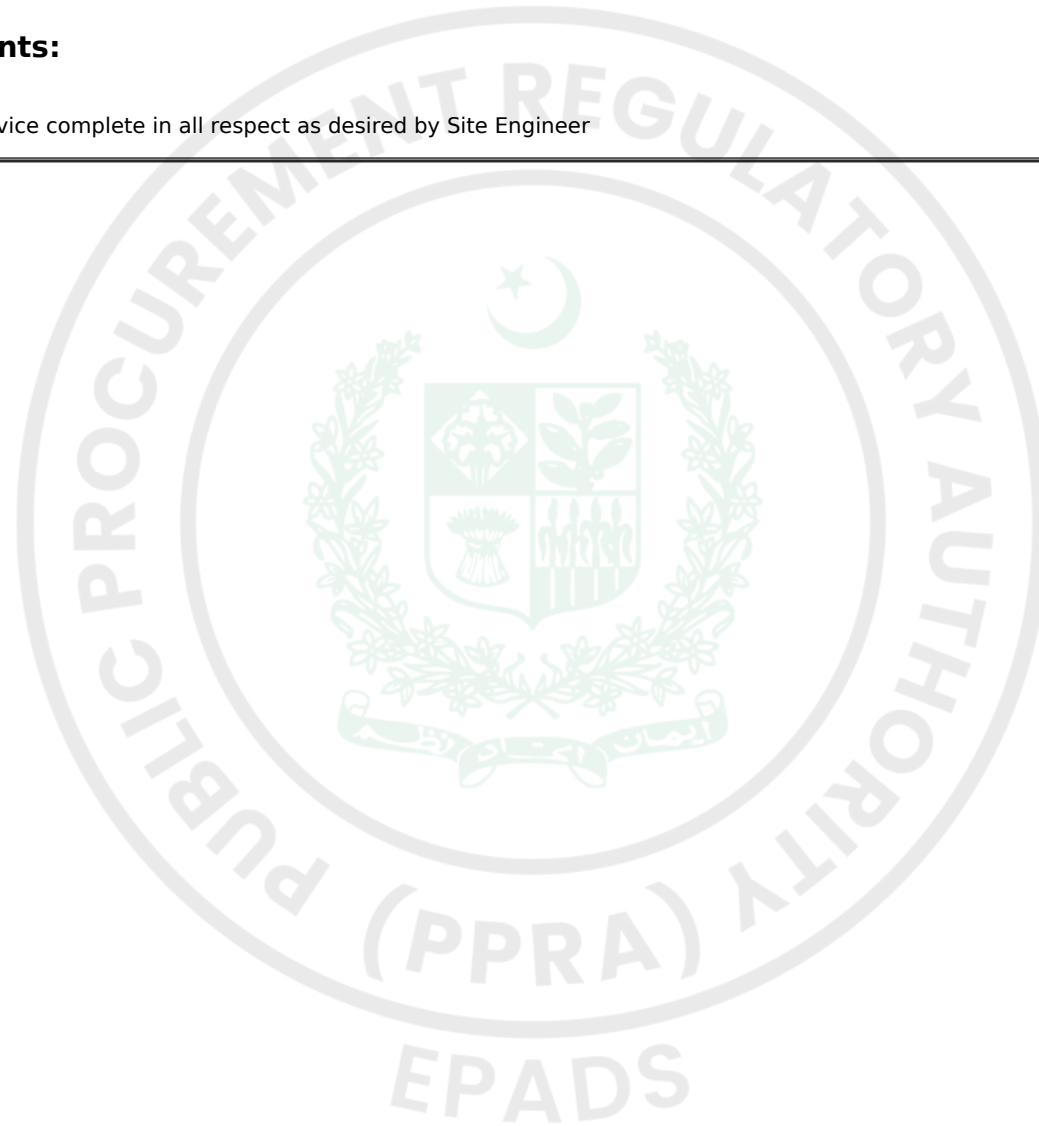 nts:
vice complete in all respect as desired by Site Engineer
PUBLIC PROCUREMENT REGULATORY AUTHORITY
(PPRA)
EPADS